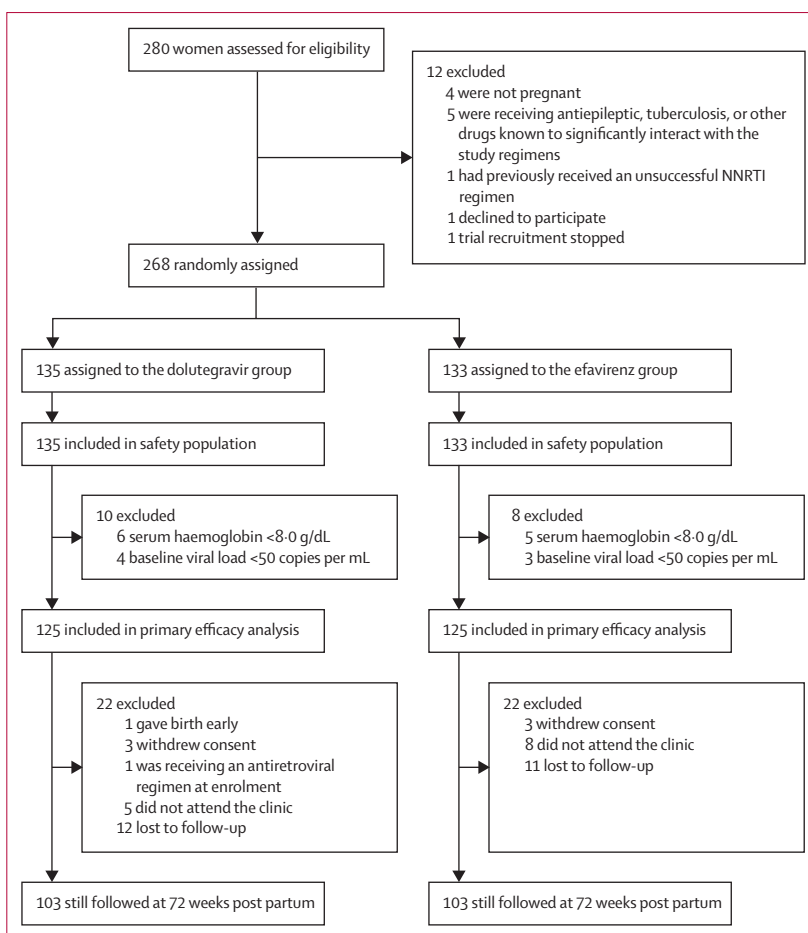 280 women assessed for eligibility
12 excluded
4 were not pregnant
5 were receiving antiepileptic, tuberculosis, or other
drugs known to significantly interact with the
study regimens
1 had previously received an unsuccessful NNRTI
regimen
1 declined to participate
1 trial recruitment stopped
268 randomly assigned
135 assigned to the dolutegravir group
133 assigned to the efavirenz group
135 included in safety population
133 included in safety population
10 excluded
6 serum haemoglobin <8·0 g/dL
4 baseline viral load <50 copies per mL
8 excluded
5 serum haemoglobin <8·0 g/dL
3 baseline viral load <50 copies per mL
125 included in primary efficacy analysis
125 included in primary efficacy analysis
22 excluded
1 gave birth early
3 withdrew consent
1 was receiving an antiretroviral
regimen at enrolment
5 did not attend the clinic
12 lost to follow-up
22 excluded
3 withdrew consent
8 did not attend the clinic
11 lost to follow-up
103 still followed at 72 weeks post partum
103 still followed at 72 weeks post partum